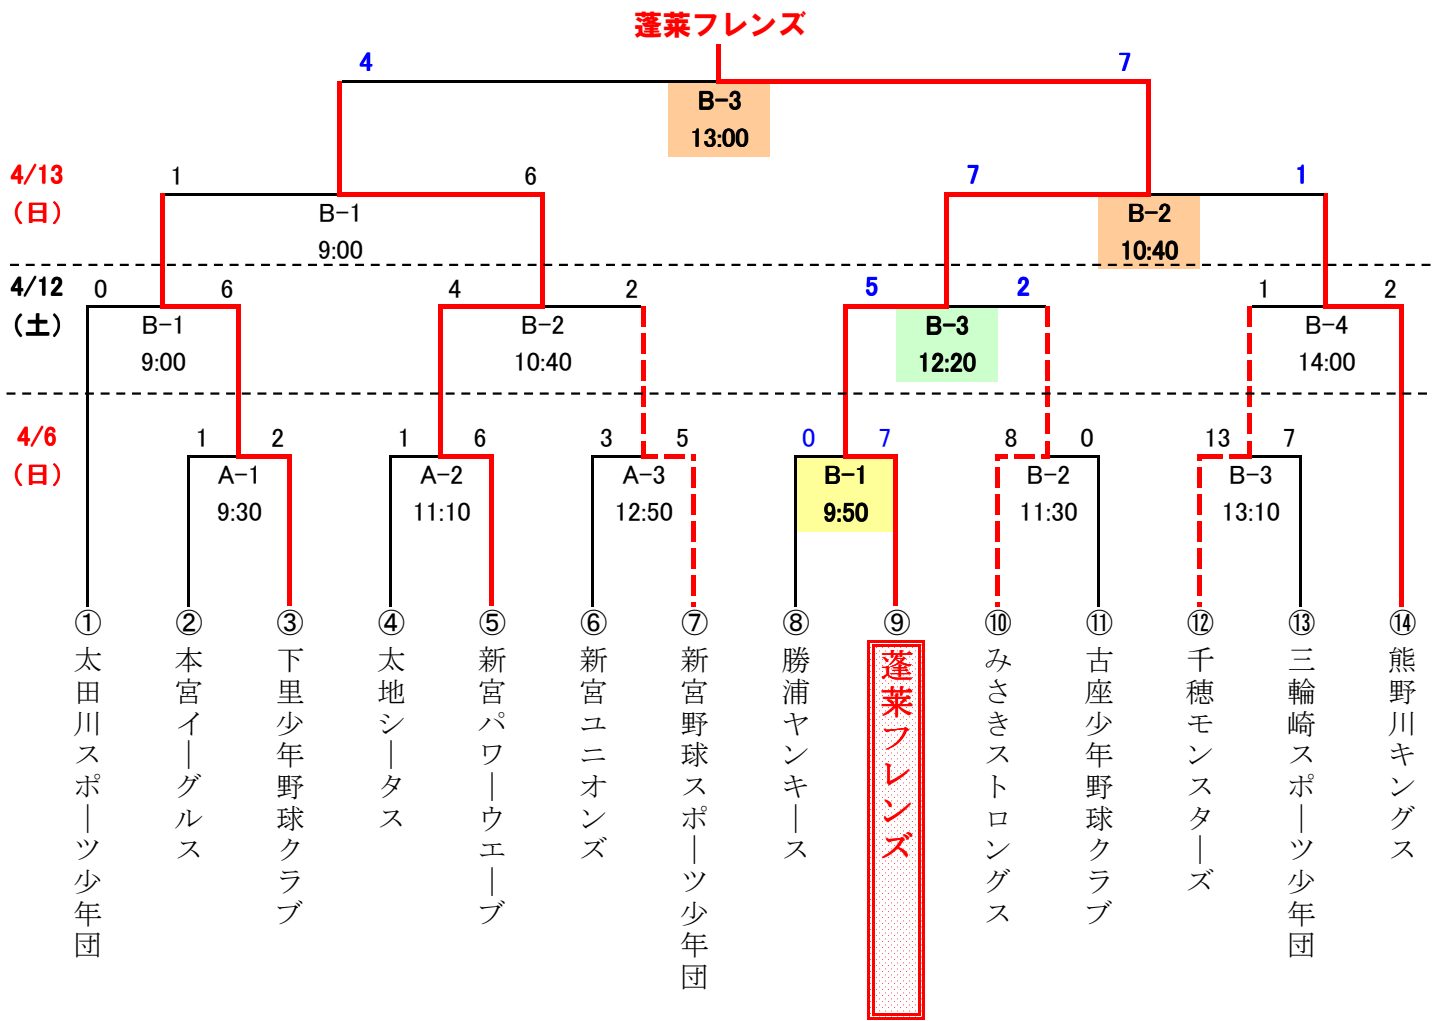 蓬莱フレンズ
4 7
B-3
13:00
4/13 1 6 7 1
(日) B-1 B-2
9:00 10:40
4/12 0 6 4 2 5 2 1 2
(土) B-1 B-2 B-3 B-4
9:00 10:40 12:20 14:00
4/6 1 2 1 6 3 5 0 7 8 0 13 7
(日) A-1 A-2 A-3 B-1 B-2 B-3
9:30 11:10 12:50 9:50 11:30 13:10
① ② ③ ④ ⑤ ⑥ ⑦ ⑧ ⑨ ⑩ ⑪ ⑫ ⑬ ⑭
太田川スポーツ少年団
本宮イーグルス
下里少年野球クラブ
太地シータス
新宮パワーウエーブ
新宮ユニオンズ
新宮野球スポーツ少年団
勝浦ヤンキース
蓬莱フレンズ
みさきストロングス
古座少年野球クラブ
千穂モンスターズ
三輪崎スポーツ少年団
熊野川キングス